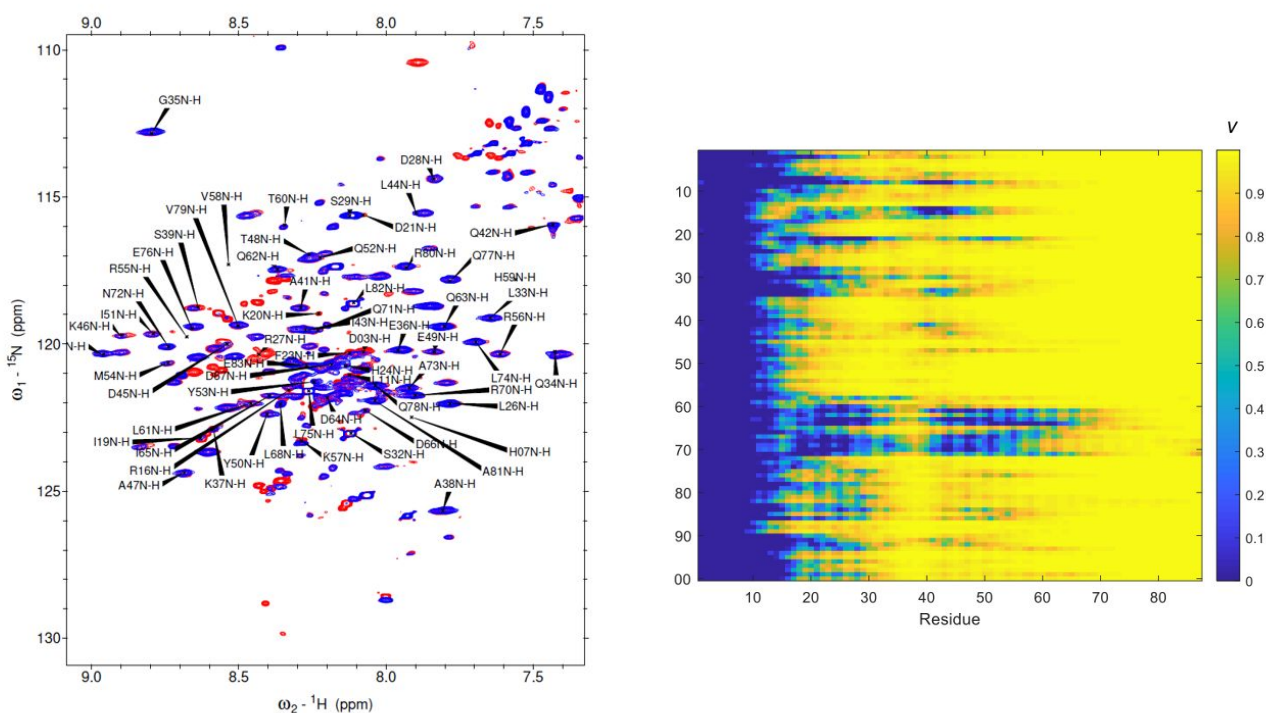 9.0 8.5 8.0 7.5
110
G35N-H
D28N-H
V58N-H
T60N-H
L44N-H
S29N-H
V79N-H
D21N-H
115
S39N-H
T48N-H
Q42N-H
E76N-H
Q52N-H
Q62N-H
R80N-H
Q77N-H
R55N-H
A41N-H
L82N-H
H59N-H
N72N-H
Q63N-H
L33N-H
I51N-H
K20N-H
Q71N-H
R56N-H
K46N-H
R27N-H
I43N-H
E36N-H
D03N-H
E49N-H
120
N-H
E83N-H
F23N-H
H24N-H
A73N-H
M54N-H
D67N-H
L11N-H
L74N-H
Q34N-H
D45N-H
Y53N-H
R70N-H
Q78N-H
L26N-H
L61N-H
D64N-H
I19N-H
L75N-H
D66N-H
H07N-H
I65N-H
Y50N-H
L68N-H
K57N-H
S32N-H
R16N-H
A81N-H
A47N-H
K37N-H
A38N-H
125
130
9.0 8.5 8.0 7.5
ω1 - 15N (ppm)
ω2 - 1H (ppm)
v
10
20
30
40
50
60
70
80
90
00
10 20 30 40 50 60 70 80
Residue
0.9
0.8
0.7
0.6
0.5
0.4
0.3
0.2
0.1
0